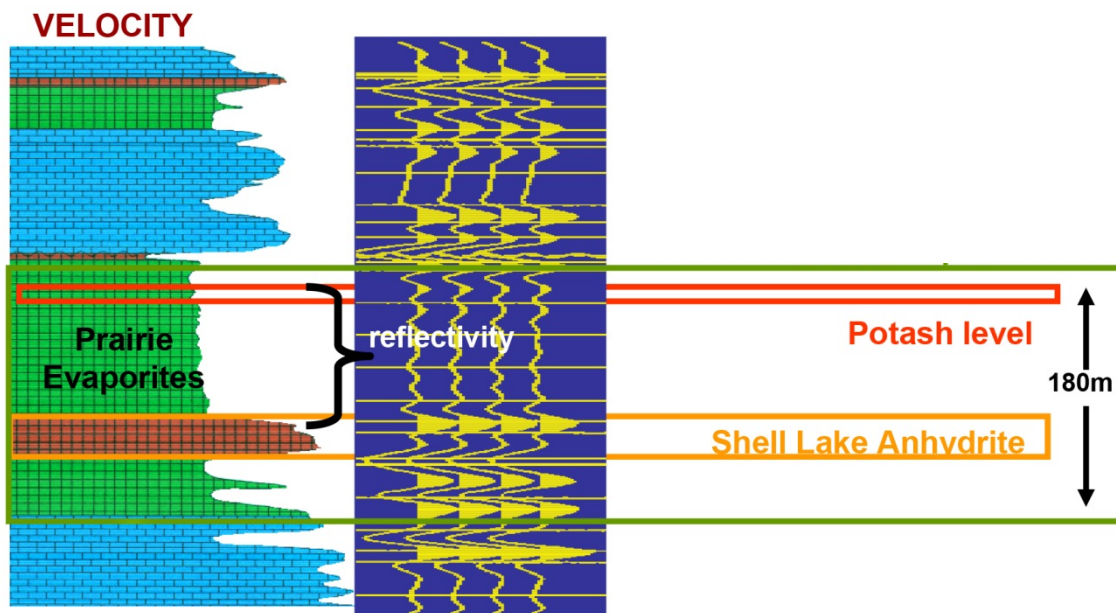 VELOCITY
Prairie
Evaporites
reflectivity
Potash level
180m
Shell Lake Anhydrite